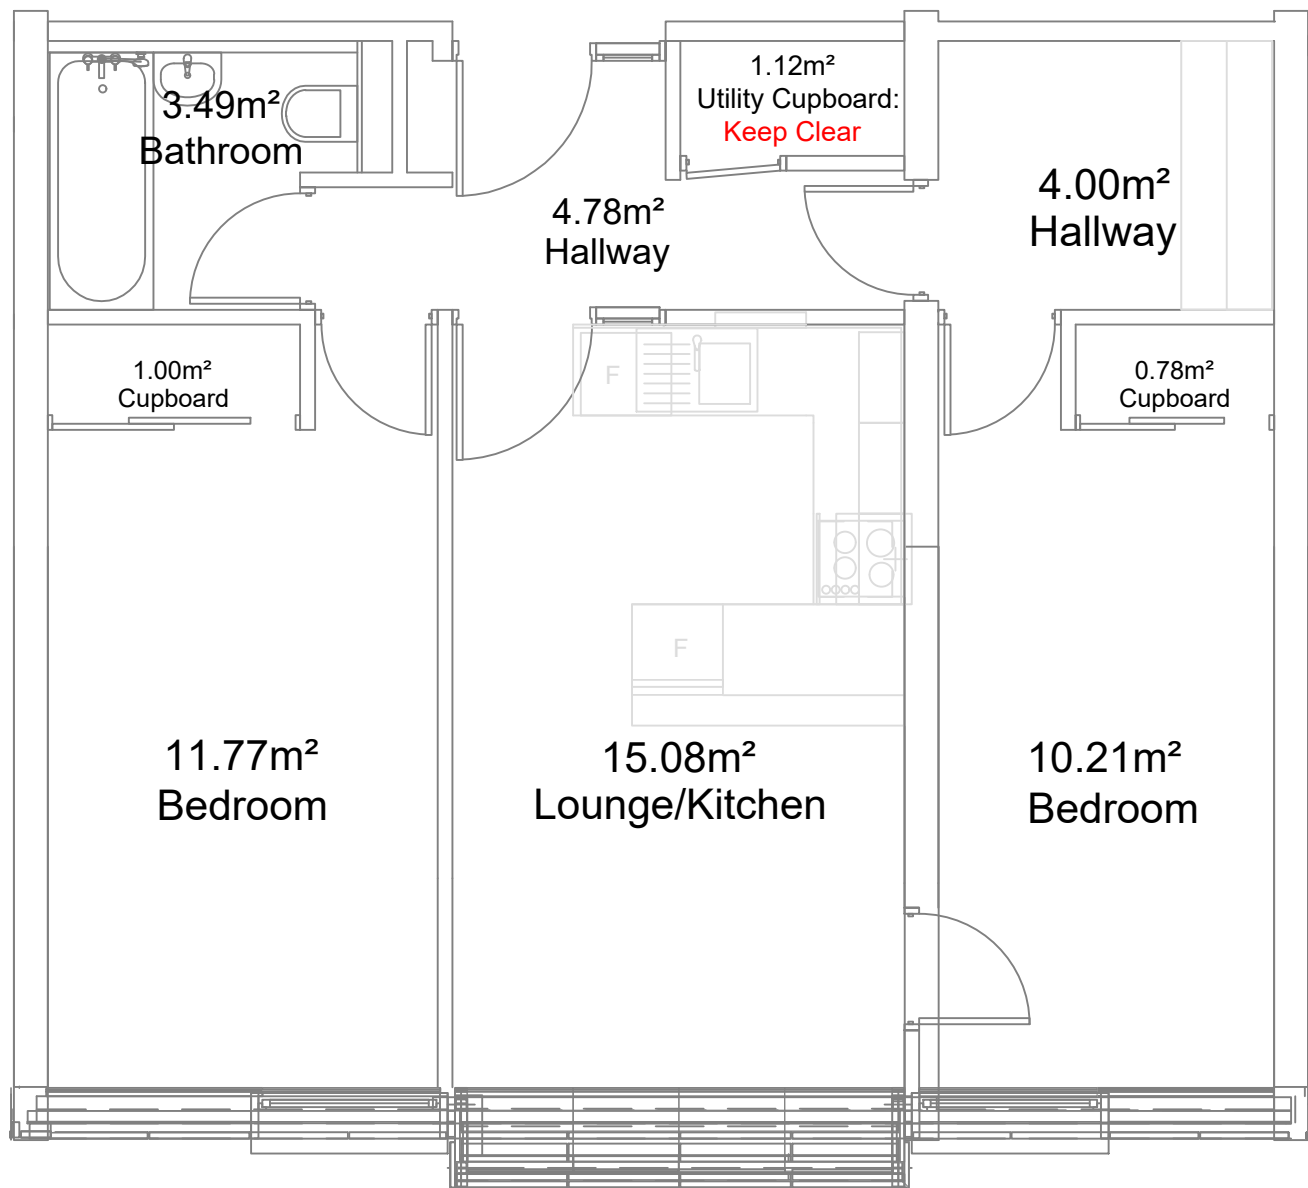 1.12m²
Utility Cupboard:
Keep Clear
3.49m²
Bathroom
4.00m²
Hallway
4.78m²
Hallway
1.00m²
Cupboard
F
0.78m²
Cupboard
F
11.77m²
Bedroom
15.08m²
Lounge/Kitchen
10.21m²
Bedroom